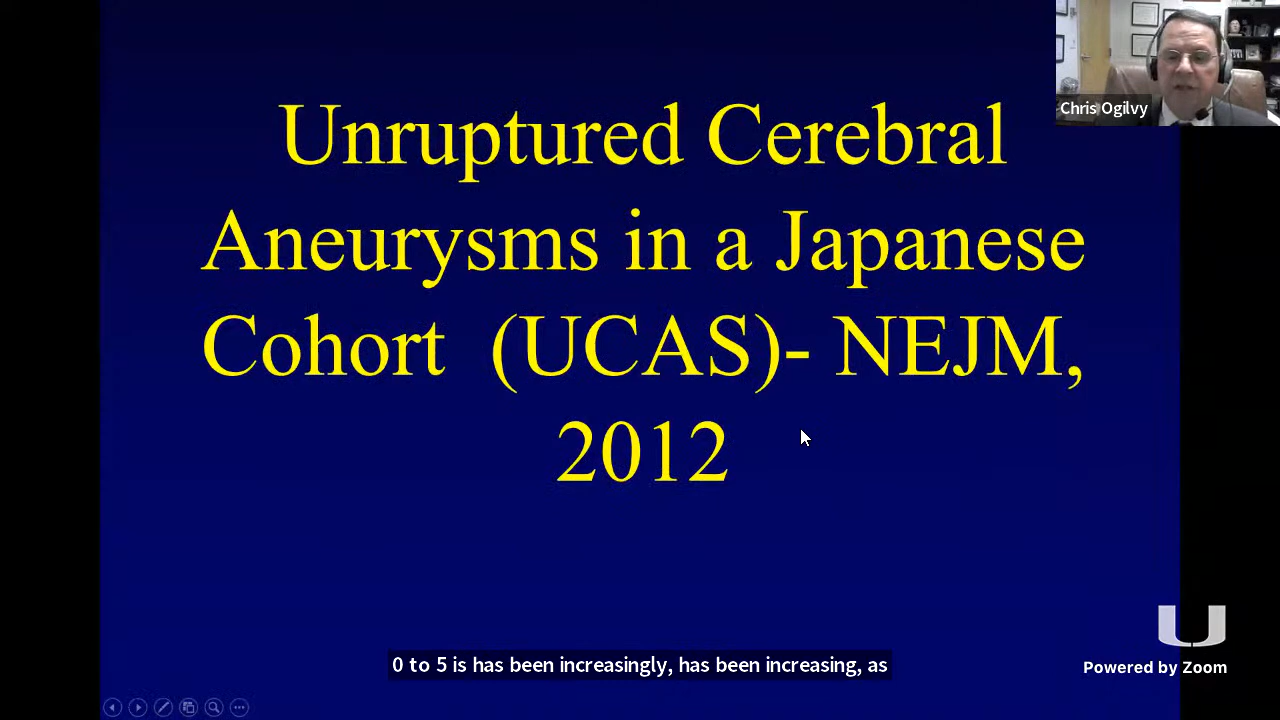 Chris Ogilvy
Unruptured Cerebral
Aneurysms in a Japanese
Cohort (UCAS)- NEJM,
2012
0 to 5 is has been increasingly, has been increasing, as
U
Powered by Zoom